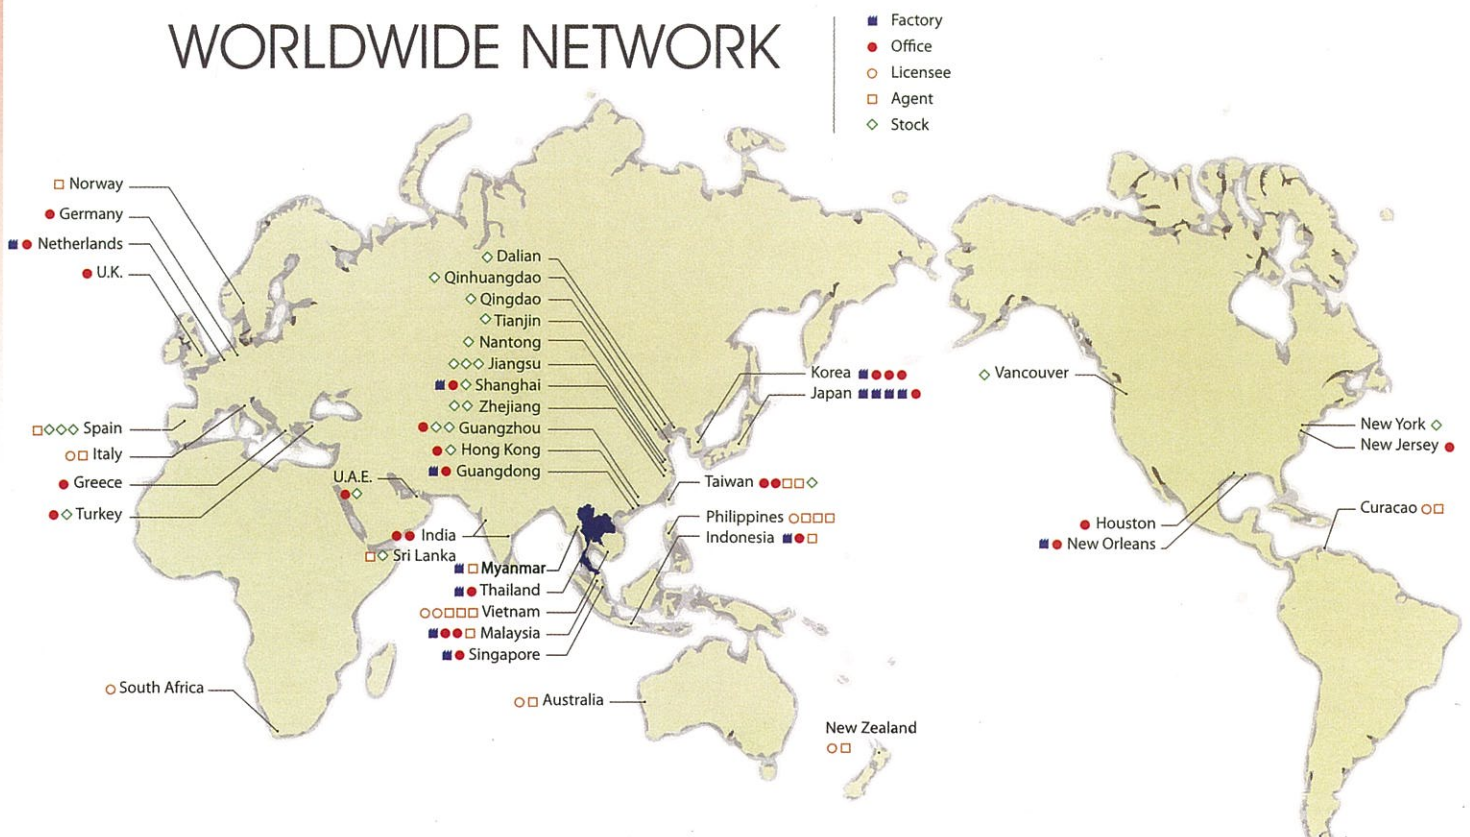 WORLDWIDE NETWORK
Factory
Office
Licensee
Agent
Stock
Norway
Germany
Netherlands
U.K.
Spain
Italy
Greece
Turkey
U.A.E.
Dalian
Qinhuangdao
Qingdao
Tianjin
Nantong
Jiangsu
Shanghai
Zhejiang
Guangzhou
Hong Kong
Guangdong
India
Sri Lanka
Myanmar
Thailand
Vietnam
Malaysia
Singapore
South Africa
Australia
New Zealand
Korea
Japan
Taiwan
Philippines
Indonesia
Vancouver
New York
New Jersey
Houston
New Orleans
Curacao